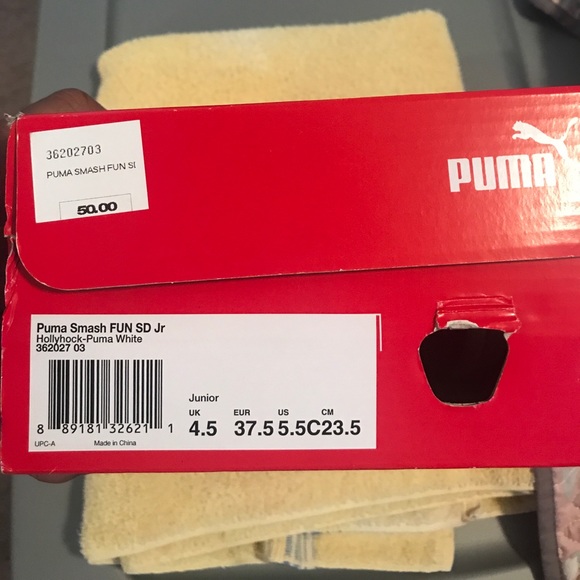 36202703
PUMA SMASH FUN SD
50.00
PUMA
Puma Smash FUN SD Jr
Hollyhock-Puma White
362027 03
Junior
UK EUR US CM
4.5 37.5 5.5C 23.5
8 89181 32621 1
UPC-A Made in China